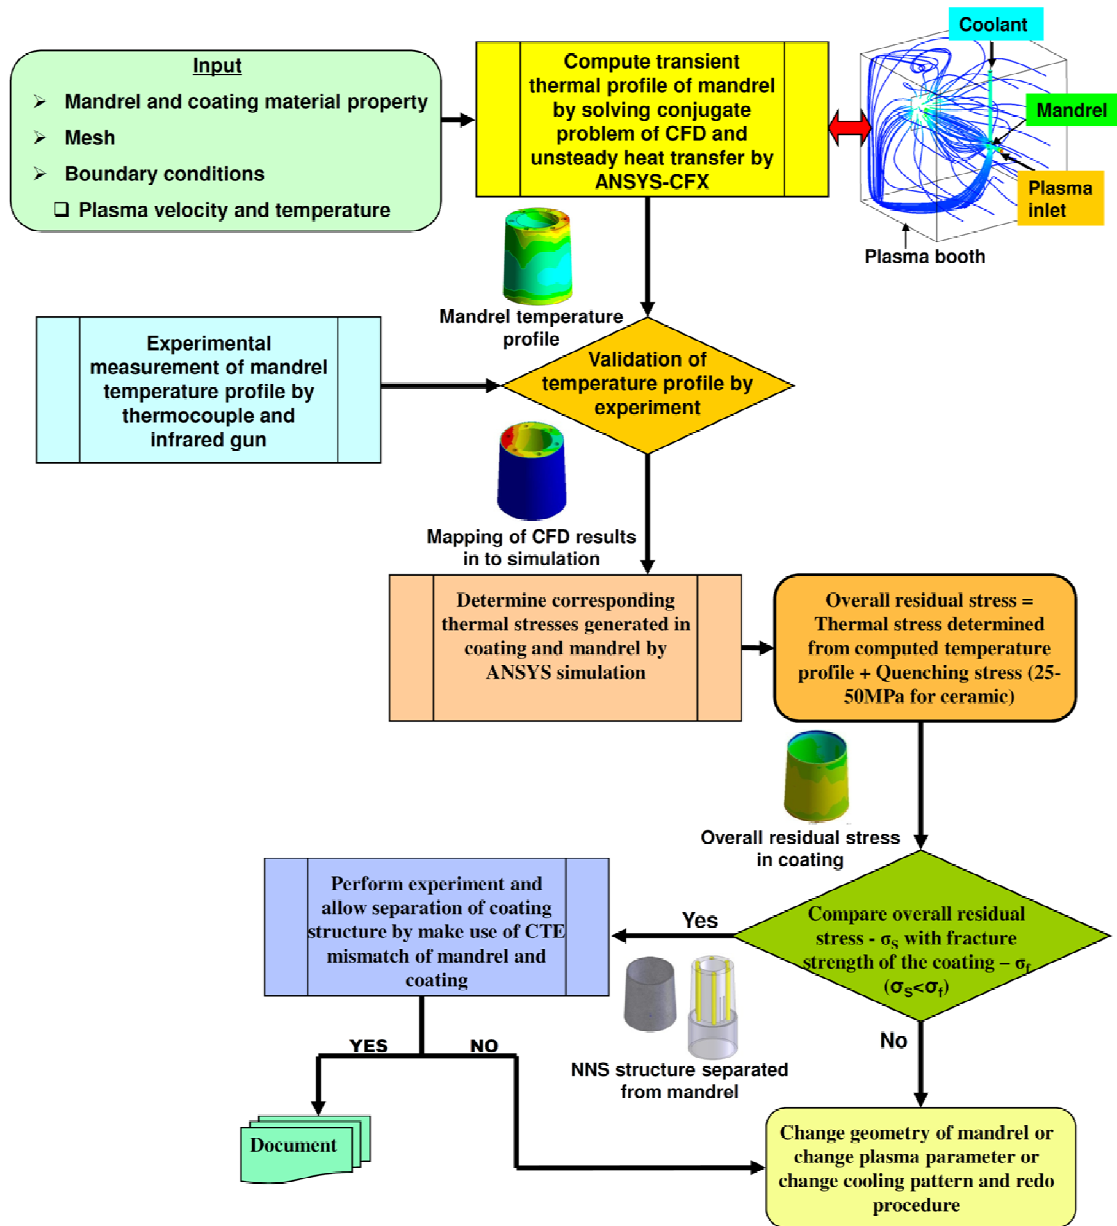 Input
Mandrel and coating material property
Mesh
Boundary conditions
Plasma velocity and temperature
Compute transient
thermal profile of mandrel
by solving conjugate
problem of CFD and
unsteady heat transfer by
ANSYS-CFX
Coolant
Mandrel
Plasma
inlet
Plasma booth
Mandrel temperature
profile
Experimental
measurement of mandrel
temperature profile by
thermocouple and
infrared gun
Validation of
temperature profile by
experiment
Mapping of CFD results
in to simulation
Determine corresponding
thermal stresses generated in
coating and mandrel by
ANSYS simulation
Overall residual stress =
Thermal stress determined
from computed temperature
profile + Quenching stress (25-
50MPa for ceramic)
Overall residual stress
in coating
Compare overall residual
stress - σs with fracture
strength of the coating – σf
(σs<σf)
Yes
No
Perform experiment and
allow separation of coating
structure by make use of CTE
mismatch of mandrel and
coating
NNS structure separated
from mandrel
YES
NO
Document
Change geometry of mandrel or
change plasma parameter or
change cooling pattern and redo
procedure